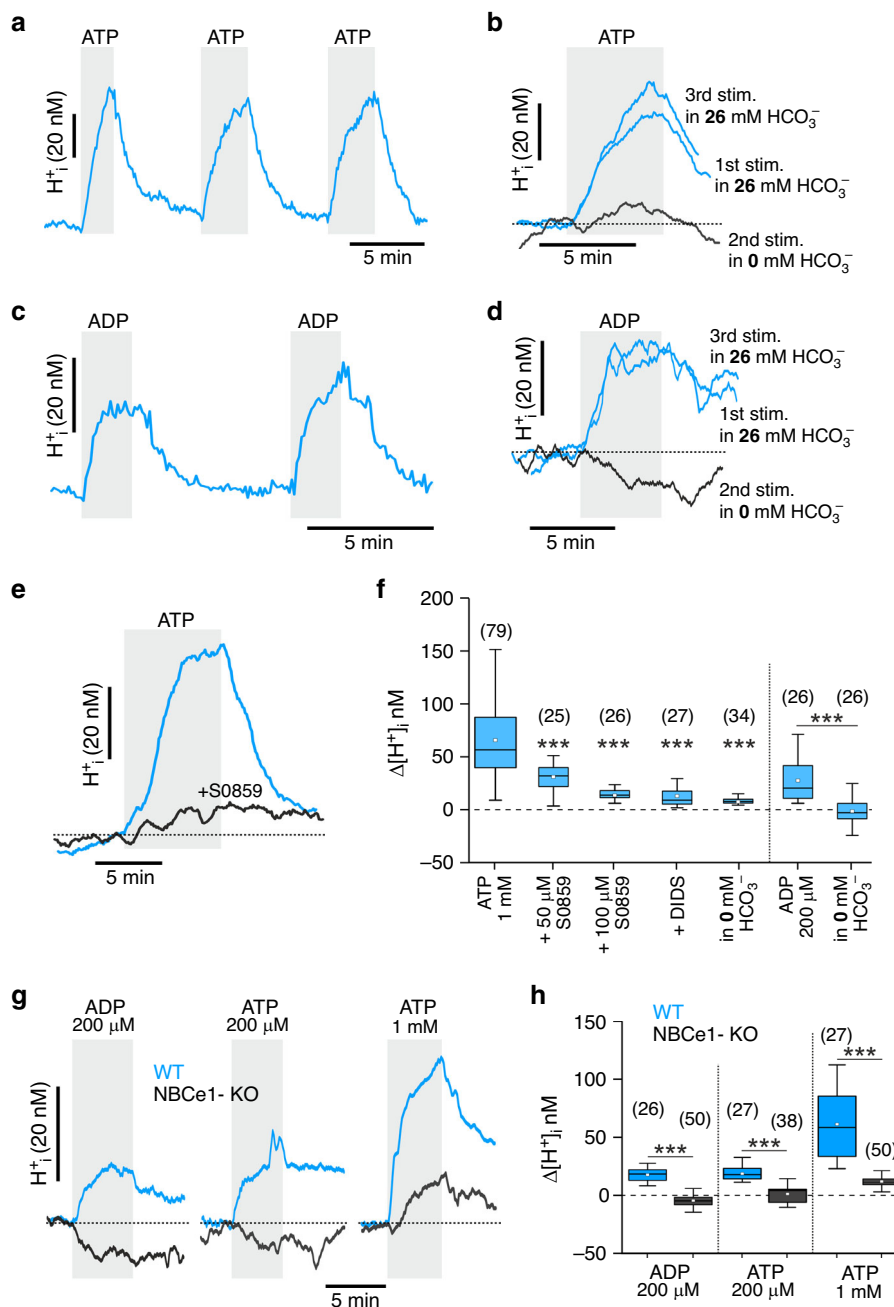 a
ATP ATP ATP
H⁺ᵢ (20 nM)
5 min
b
ATP
H⁺ᵢ (20 nM)
3rd stim.
in 26 mM HCO₃⁻
1st stim.
in 26 mM HCO₃⁻
2nd stim.
in 0 mM HCO₃⁻
5 min
c
ADP ADP
H⁺ᵢ (20 nM)
5 min
d
ADP
H⁺ᵢ (20 nM)
3rd stim.
in 26 mM HCO₃⁻
1st stim.
in 26 mM HCO₃⁻
2nd stim.
in 0 mM HCO₃⁻
5 min
e
ATP
H⁺ᵢ (20 nM)
+S0859
5 min
f
Δ[H⁺]ᵢ nM
200
150
100
50
0
–50
(79)
(25) (26) (27) (34) (26) (26)
*** *** *** *** ***
ATP
1 mM
+ 50 µM
S0859
+ 100 µM
S0859
+ DIDS
in 0 mM
HCO₃⁻
ADP
200 µM
in 0 mM
HCO₃⁻
g
ADP
200 µM
ATP
200 µM
ATP
1 mM
H⁺ᵢ (20 nM)
WT
NBCe1- KO
5 min
h
WT
NBCe1- KO
Δ[H⁺]ᵢ nM
150
100
50
0
–50
(26) (50) (27) (38) (27) (50)
*** *** ***
ADP
200 µM
ATP
200 µM
ATP
1 mM